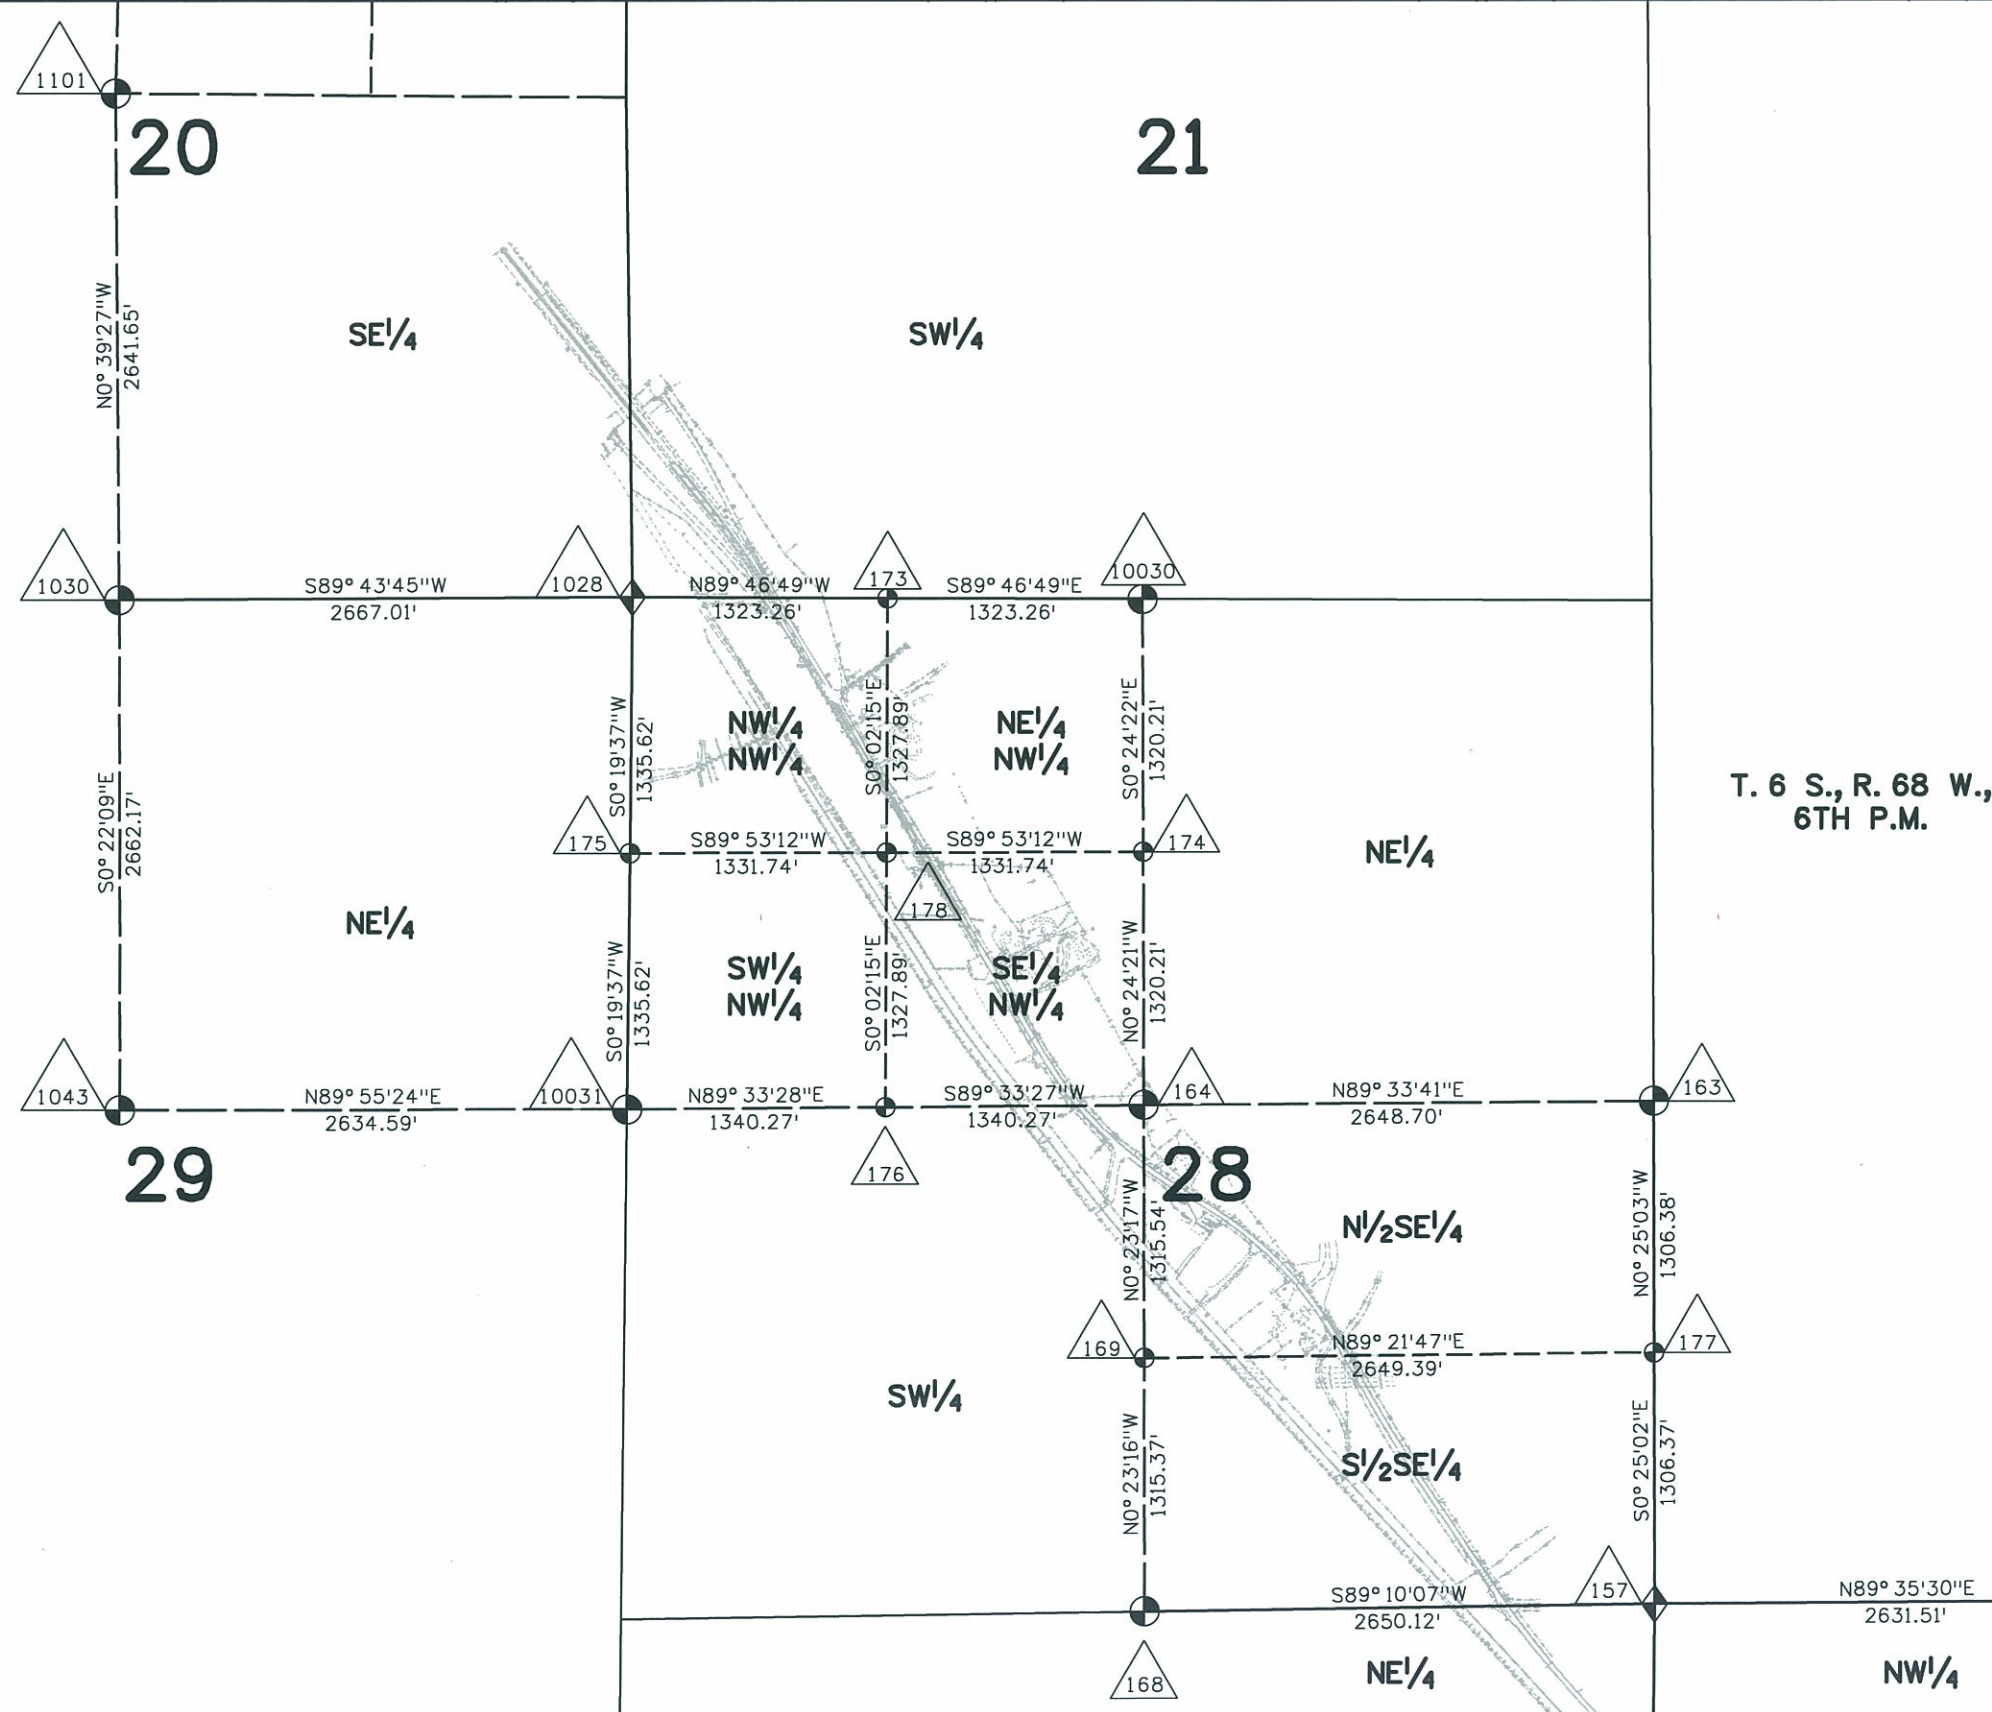 1101
20
21
N0° 39'27"W
2641.65'
SE1/4
SW1/4
1030
S89° 43'45"W
2667.01'
1028
N89° 46'49"W
1323.26'
173
S89° 46'49"E
1323.26'
10030
S0° 22'09"E
2662.17'
S0° 19'37"W
1335.62'
NW1/4
NW1/4
S0° 02'15"E
1327.89'
NE1/4
NW1/4
S0° 24'22"E
1320.21'
T. 6 S., R. 68 W.,
6TH P.M.
175
S89° 53'12"W
1331.74'
S89° 53'12"W
1331.74'
174
NE1/4
178
NE1/4
S0° 19'37"W
1335.62'
SW1/4
NW1/4
S0° 02'15"E
1327.89'
SE1/4
NW1/4
N0° 24'21"W
1320.21'
1043
N89° 55'24"E
2634.59'
10031
N89° 33'28"E
1340.27'
S89° 33'27"W
1340.27'
164
N89° 33'41"E
2648.70'
163
29
176
28
N0° 23'17"W
1315.54'
N1/2SE1/4
N0° 25'03"W
1306.38'
169
N89° 21'47"E
2649.39'
177
SW1/4
N0° 23'16"W
1315.37'
S1/2SE1/4
S0° 25'02"E
1306.37'
S89° 10'07"W
2650.12'
157
N89° 35'30"E
2631.51'
168
NE1/4
NW1/4